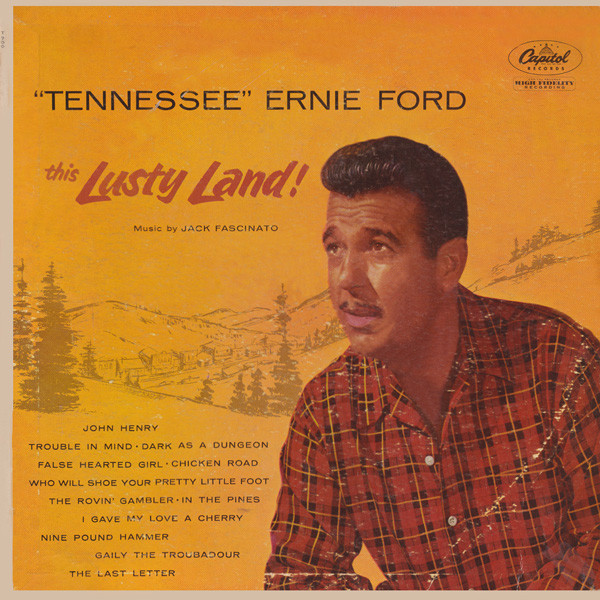 Capitol
RECORDS
HIGH FIDELITY
RECORDING
"TENNESSEE" ERNIE FORD
this Lusty Land!
Music by JACK FASCINATO
JOHN HENRY
TROUBLE IN MIND • DARK AS A DUNGEON
FALSE HEARTED GIRL • CHICKEN ROAD
WHO WILL SHOE YOUR PRETTY LITTLE FOOT
THE ROVIN' GAMBLER • IN THE PINES
I GAVE MY LOVE A CHERRY
NINE POUND HAMMER
GAILY THE TROUBADOUR
THE LAST LETTER